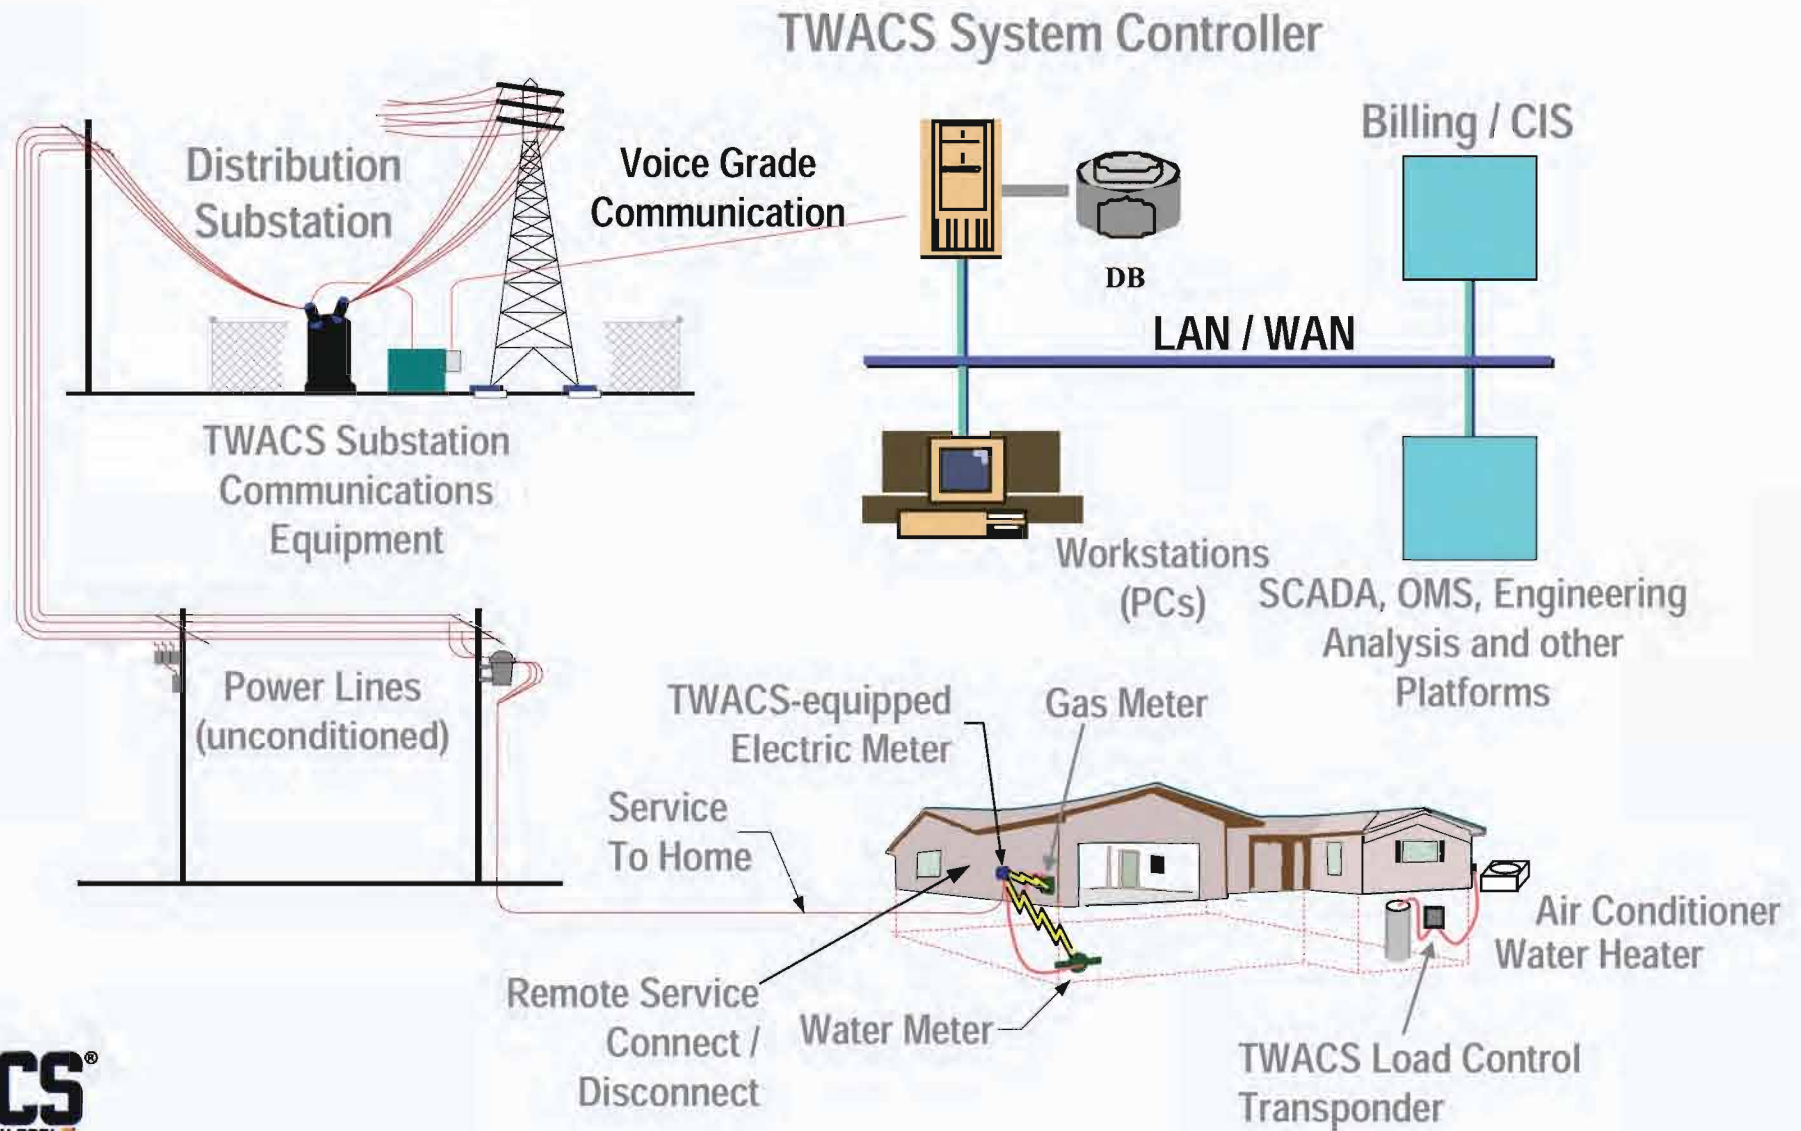 TWACS System Controller
Distribution
Substation
Voice Grade
Communication
Billing / CIS
DB
LAN / WAN
TWACS Substation
Communications
Equipment
Workstations
(PCs)
SCADA, OMS, Engineering
Analysis and other
Platforms
Power Lines
(unconditioned)
TWACS-equipped
Electric Meter
Gas Meter
Service
To Home
Air Conditioner
Water Heater
Remote Service
Connect /
Disconnect
Water Meter
TWACS Load Control
Transponder
CS®